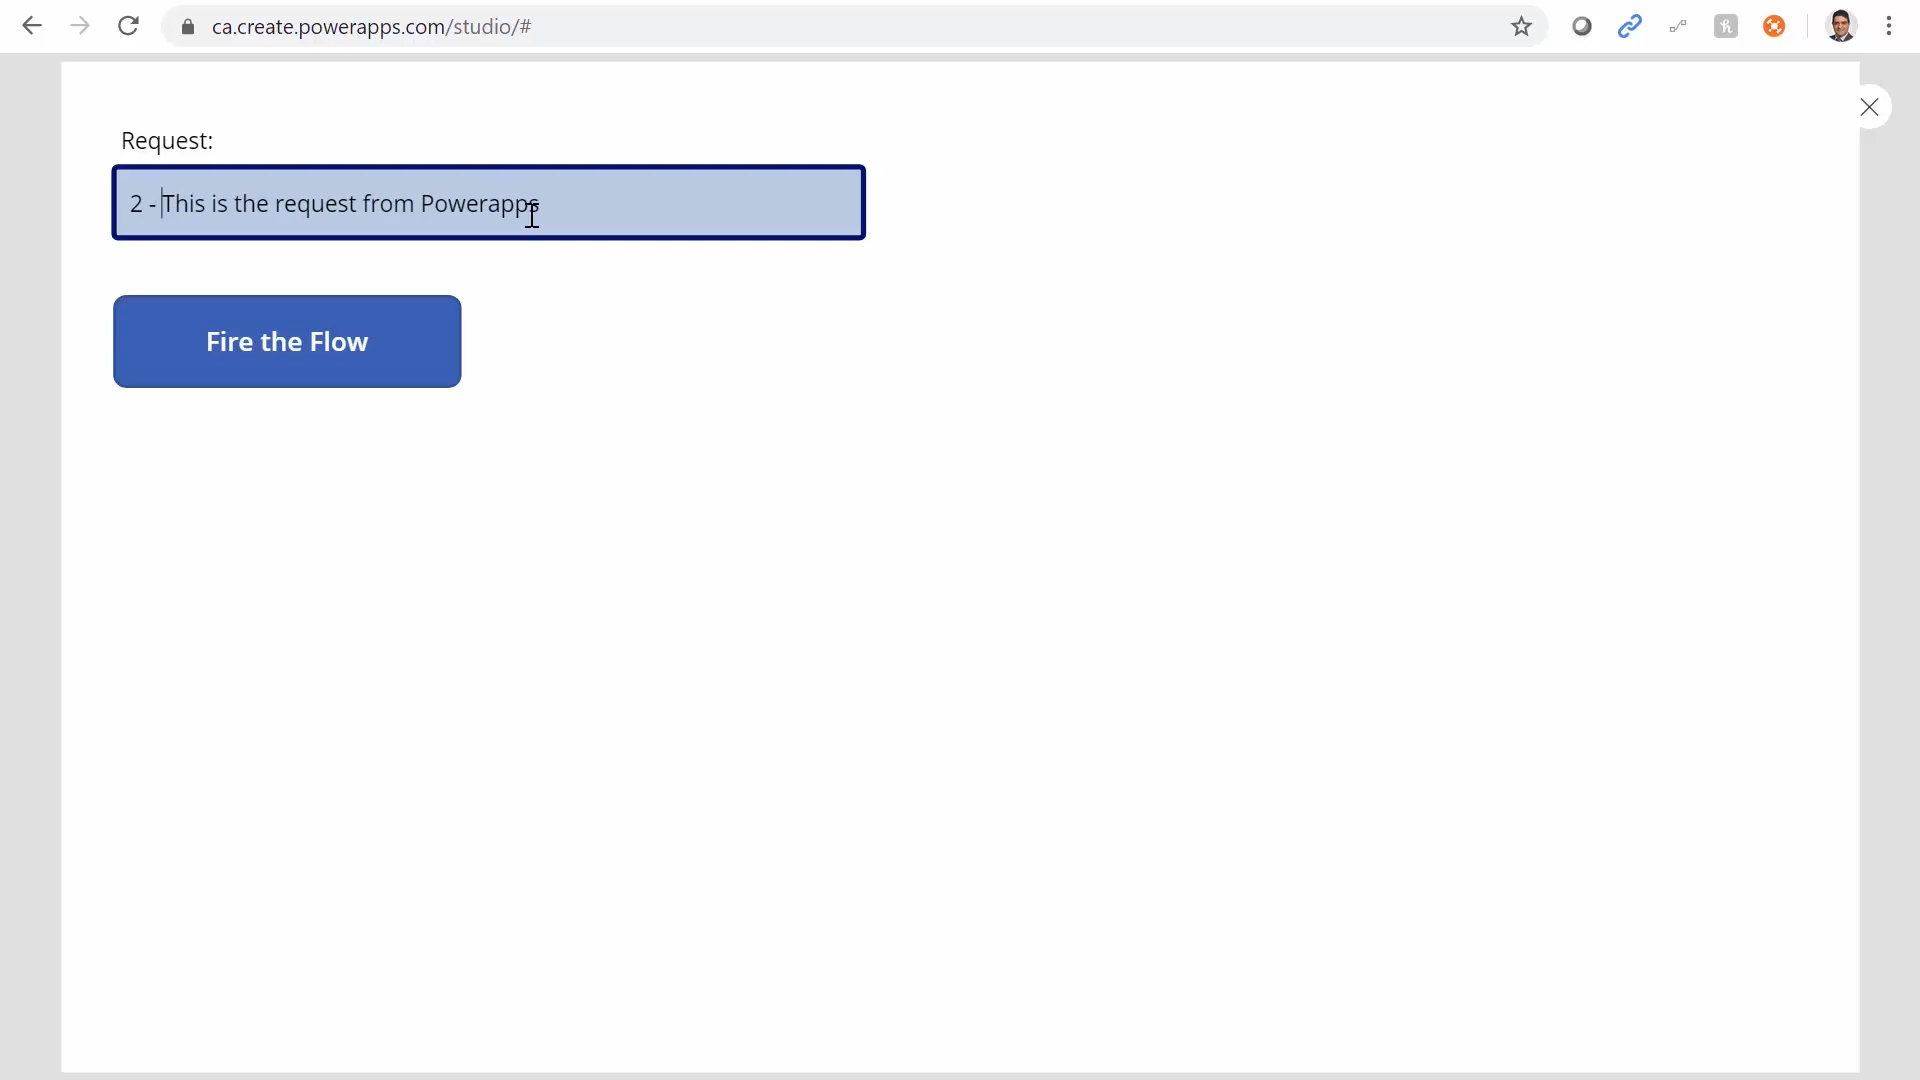 ca.create.powerapps.com/studio/#
Request:
2 - This is the request from Powerapps
Fire the Flow